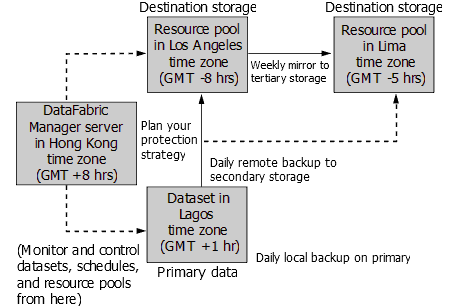 Destination storage
Destination storage
Resource pool
in Los Angeles
time zone
(GMT -8 hrs)
Weekly mirror to
tertiary storage
Resource pool
in Lima
time zone
(GMT -5 hrs)
DataFabric
Manager server
in Hong Kong
time zone
(GMT +8 hrs)
Plan your
protection
strategy
Daily remote backup to
secondary storage
Dataset in
Lagos
time zone
(GMT +1 hr)
Daily local backup on primary
(Monitor and control
datasets, schedules,
and resource pools
from here)
Primary data